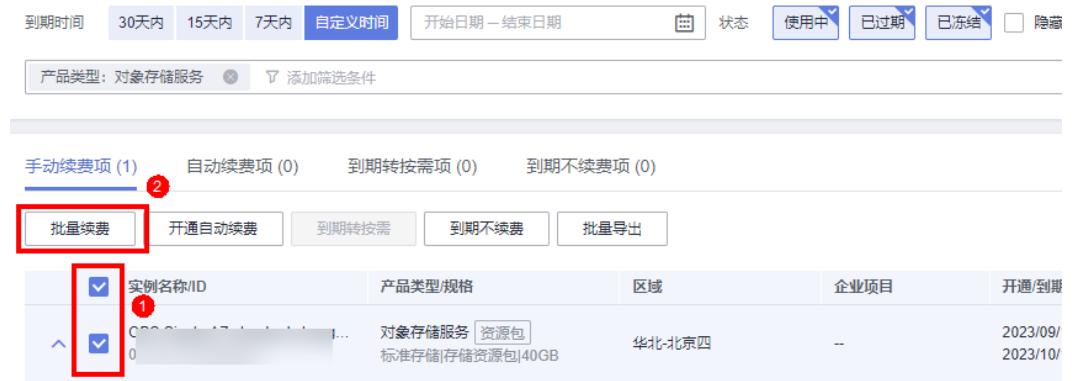 到期时间 30天内 15天内 7天内 自定义时间 开始日期 – 结束日期 状态 使用中 已过期 已冻结 隐藏
产品类型: 对象存储服务 添加筛选条件
手动续费项 (1) 自动续费项 (0) 到期转按需项 (0) 到期不续费项 (0)
2
批量续费 开通自动续费 到期转按需 到期不续费 批量导出
实例名称/ID 产品类型/规格 区域 企业项目 开通/到期
1
对象存储服务 资源包 华北-北京四 -- 2023/09/
0 标准存储|存储资源包|40GB 2023/10/